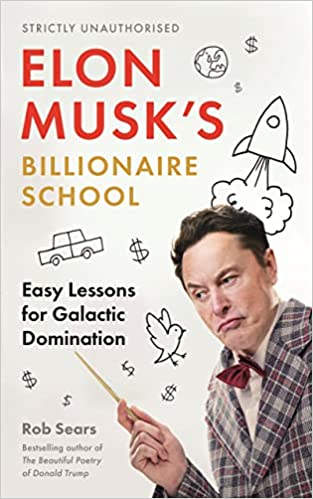 STRICTLY UNAUTHORISED
ELON
MUSK'S
BILLIONAIRE
SCHOOL
Easy Lessons
for Galactic
Domination
Rob Sears
Bestselling author of
The Beautiful Poetry
of Donald Trump